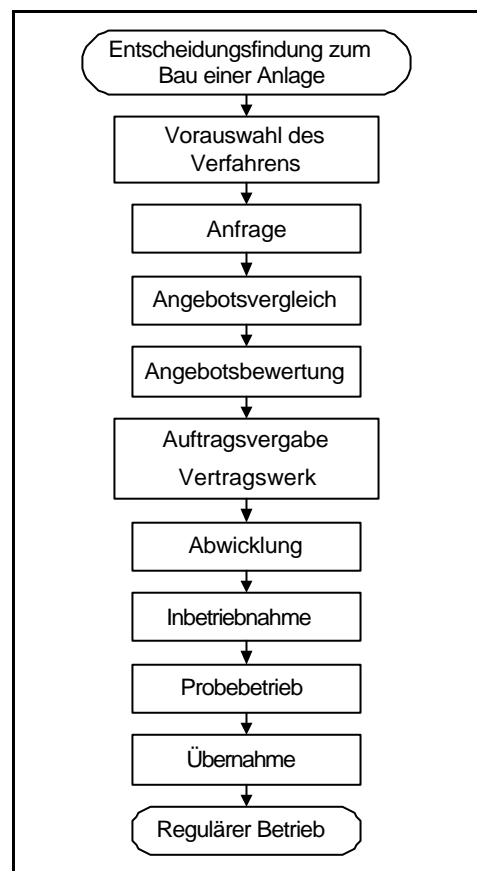 Entscheidungsfindung zum
Bau einer Anlage
Vorauswahl des
Verfahrens
Anfrage
Angebotsvergleich
Angebotsbewertung
Auftragsvergabe
Vertragswerk
Abwicklung
Inbetriebnahme
Probebetrieb
Übernahme
Regulärer Betrieb